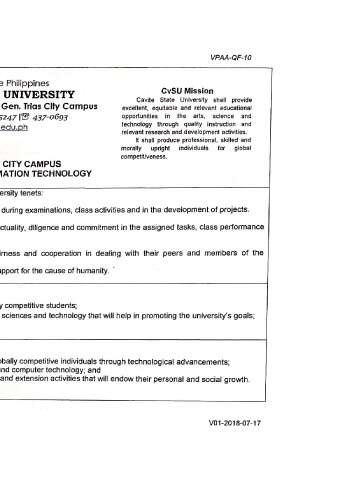 VPAA-QF-10
e Philippines
UNIVERSITY
Gen. Trias City Campus
5247 |☏ 437-0693
edu.ph
CvSU Mission
Cavite State University shall provide
excellent, equitable and relevant educational
opportunities in the arts, science and
technology through quality instruction and
relevant research and development activities.
It shall produce professional, skilled and
morally upright individuals for global
competitiveness.
CITY CAMPUS
MATION TECHNOLOGY
ersity tenets:
during examinations, class activities and in the development of projects.
ctuality, diligence and commitment in the assigned tasks, class performance
irness and cooperation in dealing with their peers and members of the
upport for the cause of humanity.
y competitive students;
sciences and technology that will help in promoting the university's goals;
obally competitive individuals through technological advancements;
nd computer technology; and
and extension activities that will endow their personal and social growth.
V01-2018-07-17